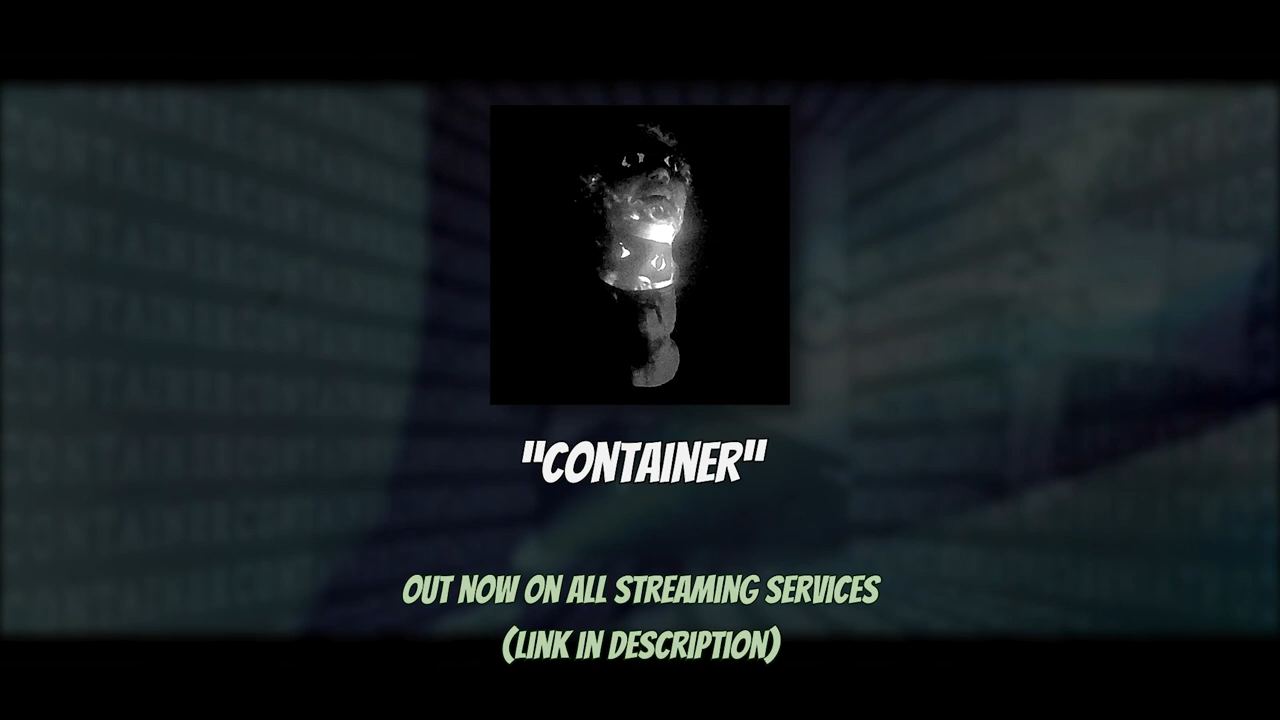 "CONTAINER"
OUT NOW ON ALL STREAMING SERVICES
(LINK IN DESCRIPTION)